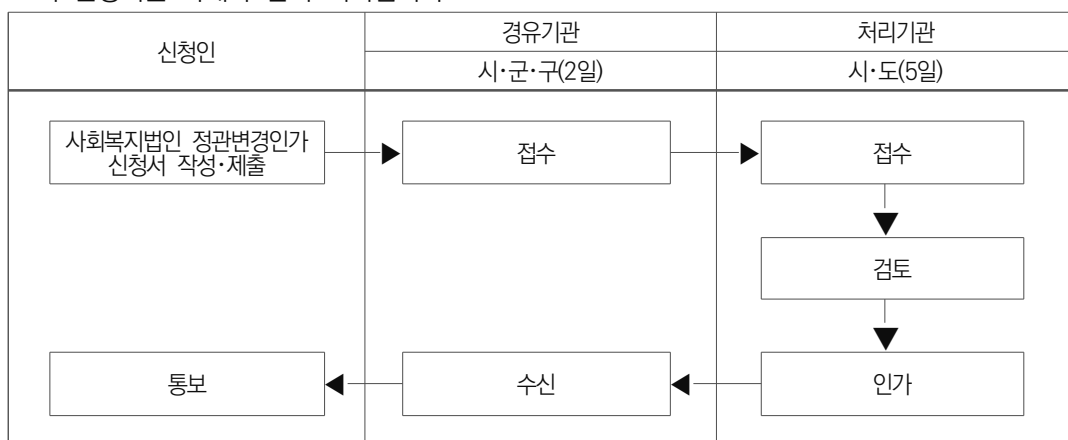 신청인
경유기관
처리기관
시·군·구(2일)
시·도(5일)
사회복지법인 정관변경인가
신청서 작성·제출
접수
접수
검토
통보
수신
인가